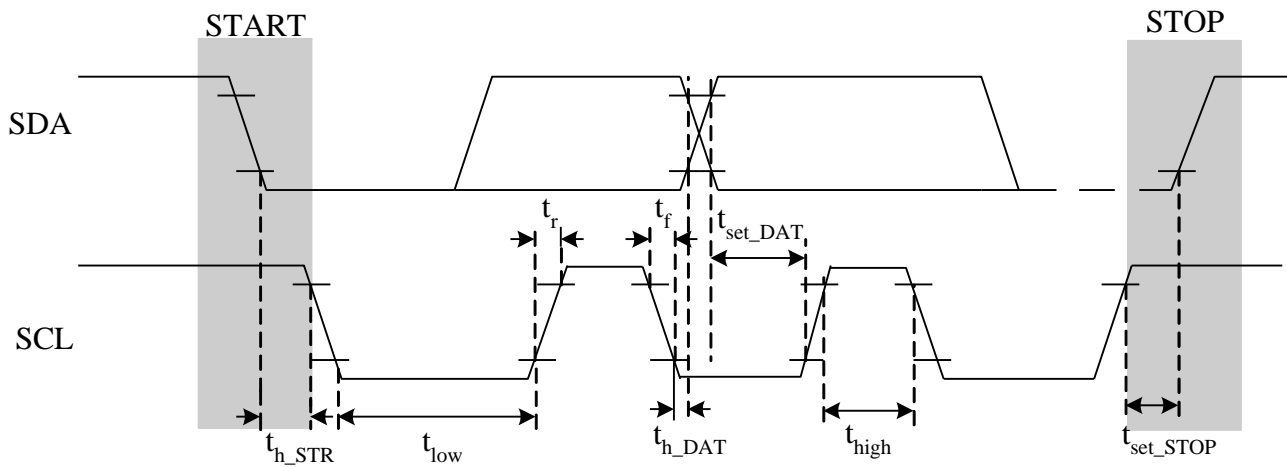 START
STOP
SDA
t_r
t_f
t_set_DAT
SCL
t_h_STR
t_low
t_h_DAT
t_high
t_set_STOP